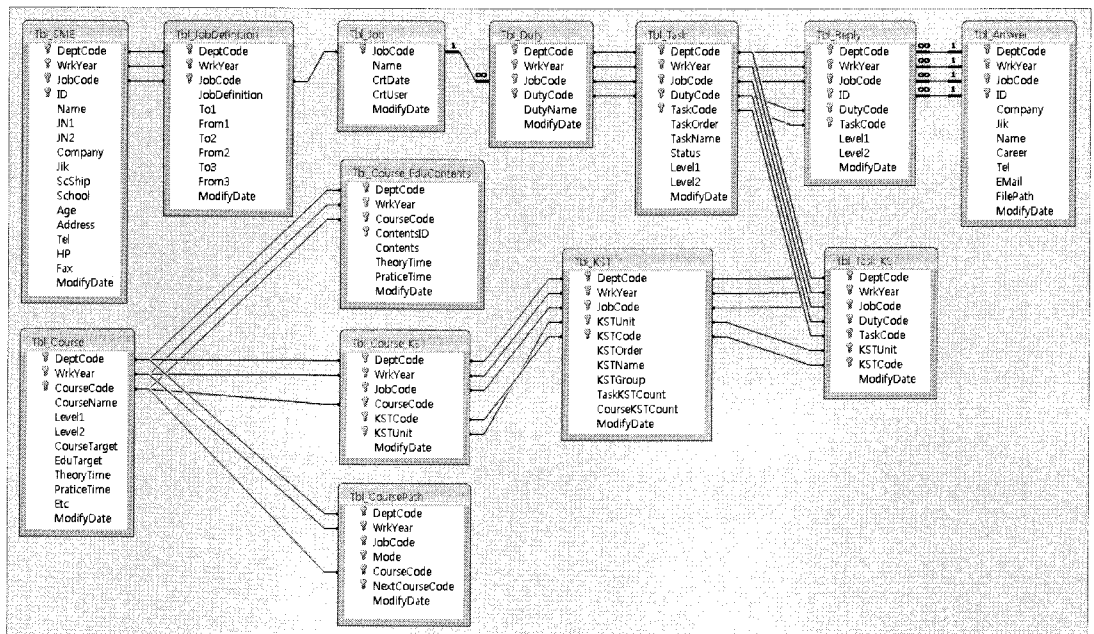 Tbl_SME
DeptCode
WrkYear
JobCode
ID
Name
JN1
JN2
Company
Jik
ScShip
School
Age
Address
Tel
HP
Fax
ModifyDate
Tbl_JobDefinition
DeptCode
WrkYear
JobCode
JobDefinition
To1
From1
To2
From2
To3
From3
ModifyDate
Tbl_Job
JobCode
Name
CrtDate
CrtUser
ModifyDate
1
∞
Tbl_Duty
DeptCode
WrkYear
JobCode
DutyCode
DutyName
ModifyDate
Tbl_Task
DeptCode
WrkYear
JobCode
DutyCode
TaskCode
TaskOrder
TaskName
Status
Level1
Level2
ModifyDate
Tbl_Reply
DeptCode
WrkYear
JobCode
ID
DutyCode
TaskCode
Level1
Level2
ModifyDate
∞ 1
∞ 1
∞ 1
∞ 1
Tbl_Answer
DeptCode
WrkYear
JobCode
ID
Company
Jik
Name
Career
Tel
EMail
FilePath
ModifyDate
Tbl_Course_EduContents
DeptCode
WrkYear
CourseCode
ContentsID
Contents
TheoryTime
PraticeTime
ModifyDate
Tbl_KST
DeptCode
WrkYear
JobCode
KSTUnit
KSTCode
KSTOrder
KSTName
KSTGroup
TaskKSTCount
CourseKSTCount
ModifyDate
Tbl_Task_KS
DeptCode
WrkYear
JobCode
DutyCode
TaskCode
KSTUnit
KSTCode
ModifyDate
Tbl_Course
DeptCode
WrkYear
CourseCode
CourseName
Level1
Level2
CourseTarget
EduTarget
TheoryTime
PraticeTime
Etc
ModifyDate
Tbl_Course_KST
DeptCode
WrkYear
JobCode
CourseCode
KSTCode
KSTUnit
ModifyDate
Tbl_CoursePath
DeptCode
WrkYear
JobCode
Mode
CourseCode
NextCourseCode
ModifyDate